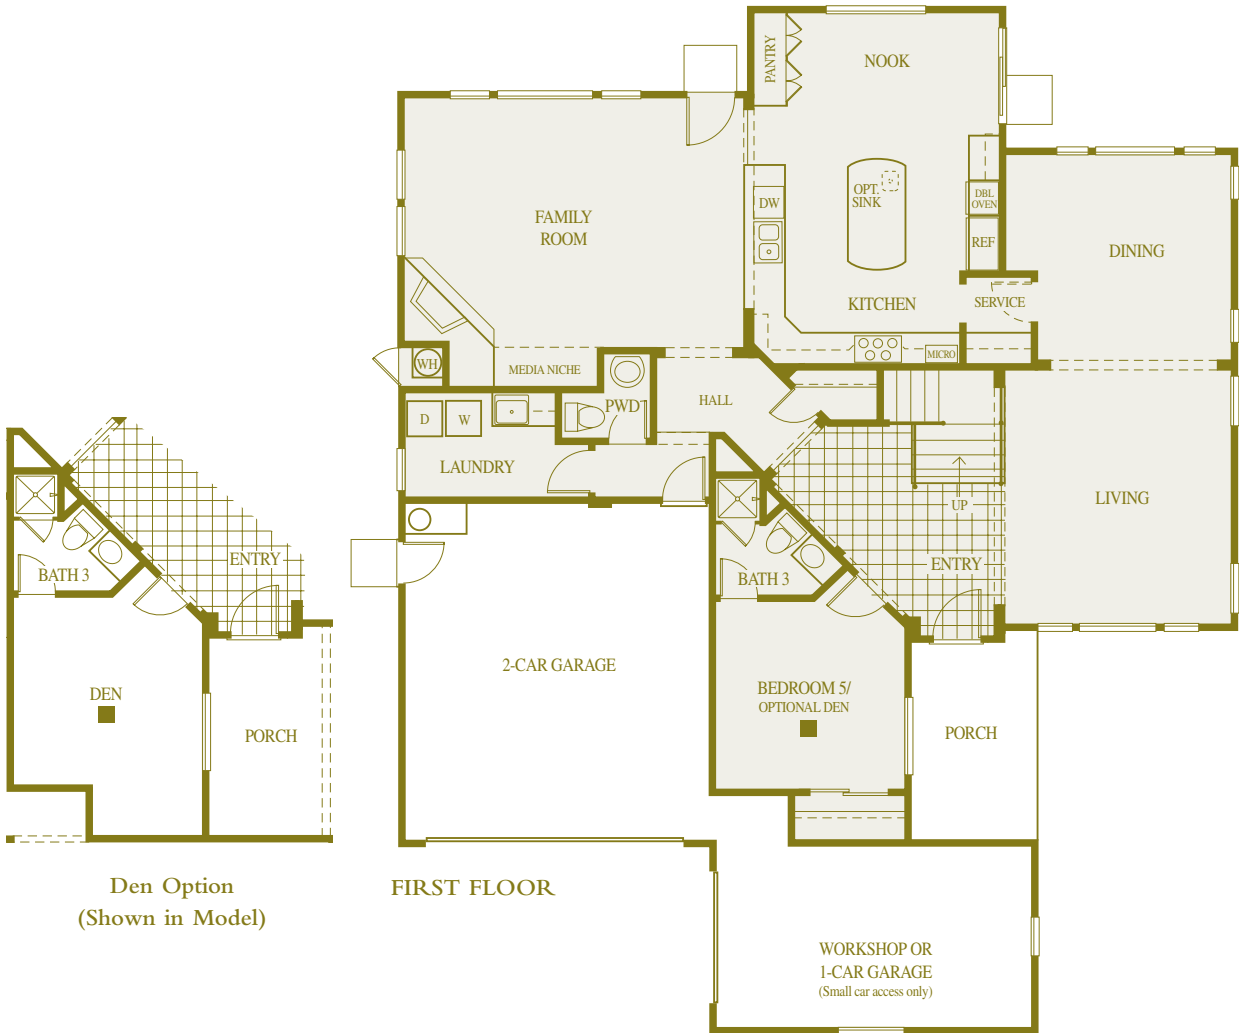 PANTRY
NOOK
FAMILY
ROOM
DW
OPT.
SINK
DBL
OVEN
REF
DINING
KITCHEN
SERVICE
MICRO
WH
MEDIA NICHE
PWD
HALL
D
W
LAUNDRY
LIVING
UP
ENTRY
BATH 3
2-CAR GARAGE
BEDROOM 5/
OPTIONAL DEN
PORCH
WORKSHOP OR
1-CAR GARAGE
(Small car access only)
FIRST FLOOR
ENTRY
BATH 3
DEN
PORCH
Den Option
(Shown in Model)